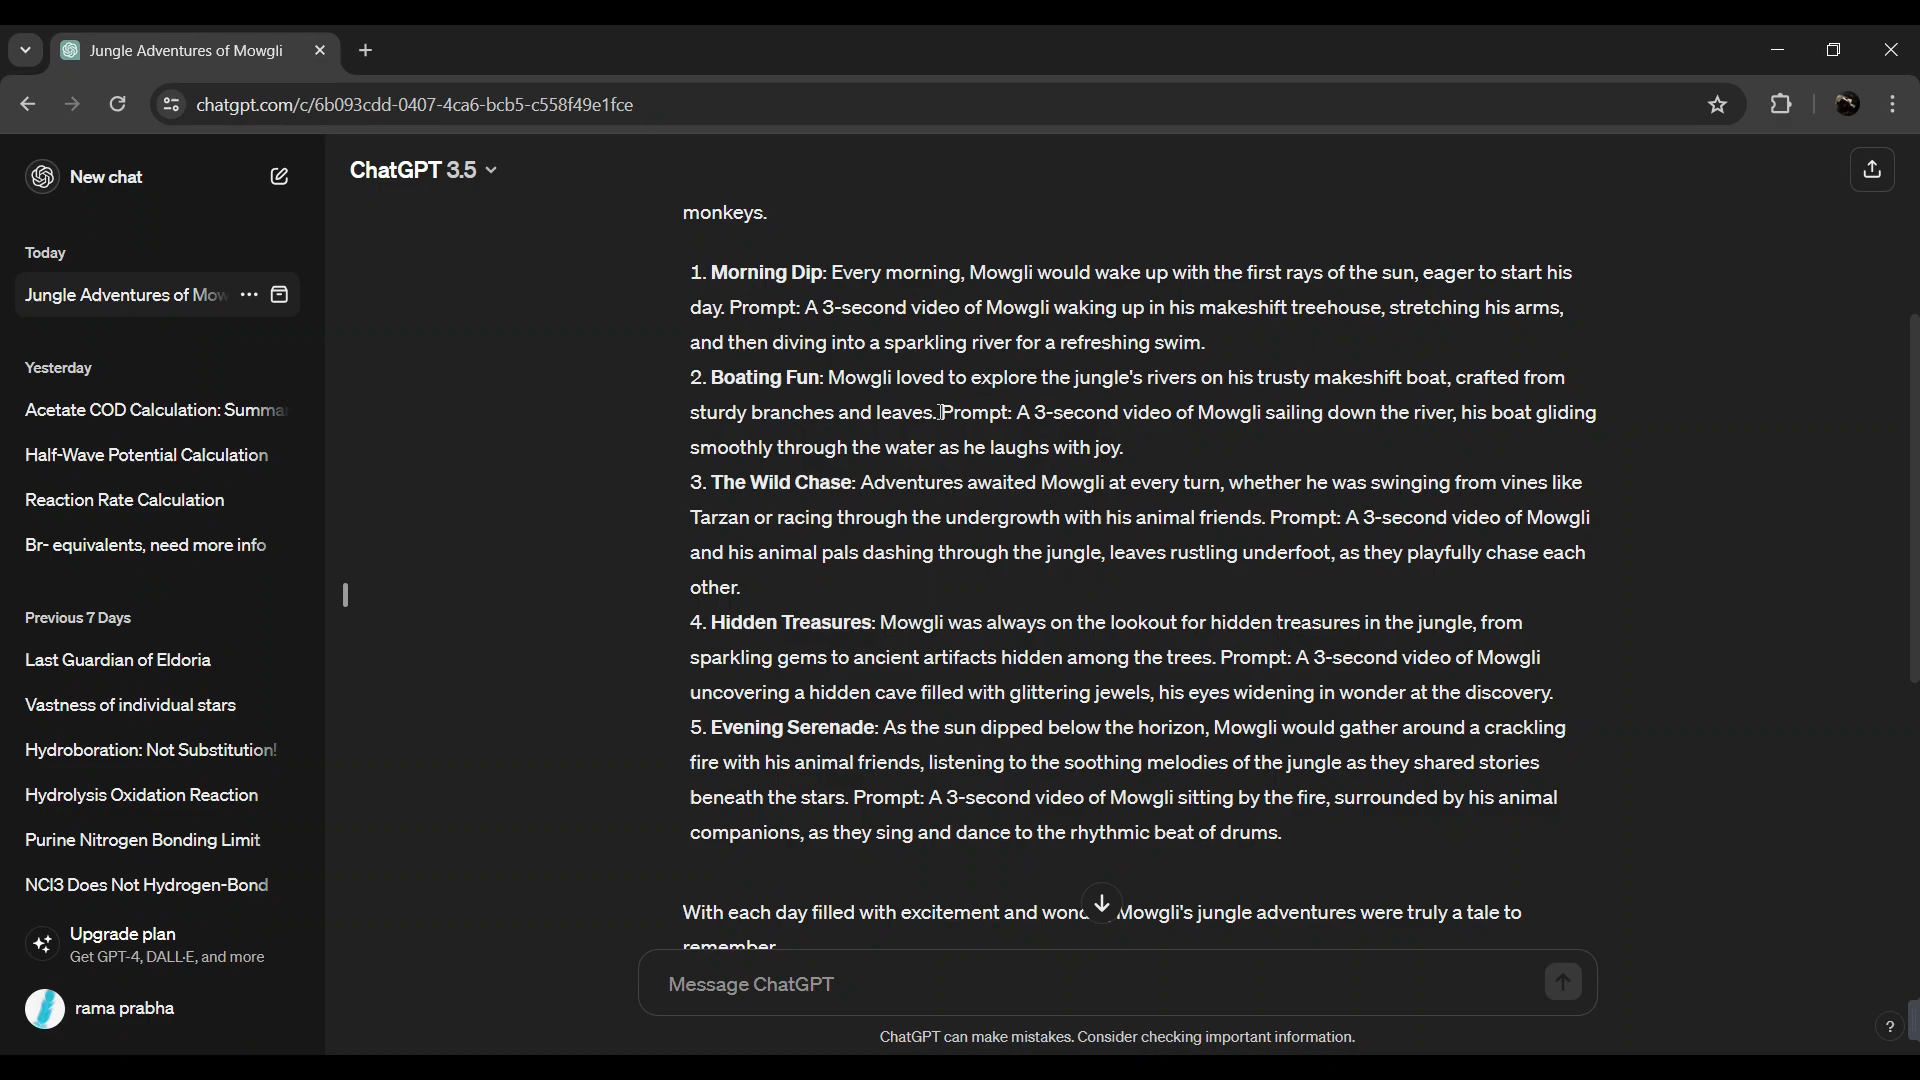 Jungle Adventures of Mowgli
chatgpt.com/c/6b093cdd-0407-4ca6-bcb5-c558f49e1fce
New chat
Today
Jungle Adventures of Mow
Yesterday
Acetate COD Calculation: Summa
Half-Wave Potential Calculation
Reaction Rate Calculation
Br- equivalents, need more info
Previous 7 Days
Last Guardian of Eldoria
Vastness of individual stars
Hydroboration: Not Substitution!
Hydrolysis Oxidation Reaction
Purine Nitrogen Bonding Limit
NCl3 Does Not Hydrogen-Bond
Upgrade plan
Get GPT-4, DALL·E, and more
rama prabha
ChatGPT 3.5
monkeys.
1. Morning Dip: Every morning, Mowgli would wake up with the first rays of the sun, eager to start his
day. Prompt: A 3-second video of Mowgli waking up in his makeshift treehouse, stretching his arms,
and then diving into a sparkling river for a refreshing swim.
2. Boating Fun: Mowgli loved to explore the jungle's rivers on his trusty makeshift boat, crafted from
sturdy branches and leaves. Prompt: A 3-second video of Mowgli sailing down the river, his boat gliding
smoothly through the water as he laughs with joy.
3. The Wild Chase: Adventures awaited Mowgli at every turn, whether he was swinging from vines like
Tarzan or racing through the undergrowth with his animal friends. Prompt: A 3-second video of Mowgli
and his animal pals dashing through the jungle, leaves rustling underfoot, as they playfully chase each
other.
4. Hidden Treasures: Mowgli was always on the lookout for hidden treasures in the jungle, from
sparkling gems to ancient artifacts hidden among the trees. Prompt: A 3-second video of Mowgli
uncovering a hidden cave filled with glittering jewels, his eyes widening in wonder at the discovery.
5. Evening Serenade: As the sun dipped below the horizon, Mowgli would gather around a crackling
fire with his animal friends, listening to the soothing melodies of the jungle as they shared stories
beneath the stars. Prompt: A 3-second video of Mowgli sitting by the fire, surrounded by his animal
companions, as they sing and dance to the rhythmic beat of drums.
With each day filled with excitement and Mowgli's jungle adventures were truly a tale to
remember
Message ChatGPT
ChatGPT can make mistakes. Consider checking important information.
?